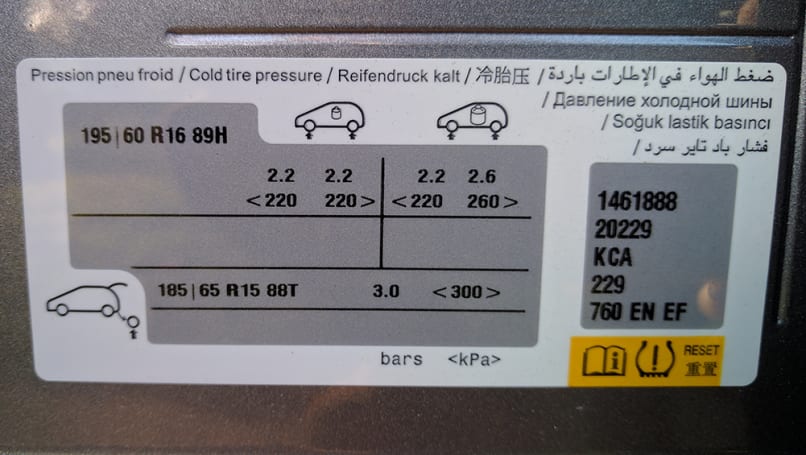 Pression pneu froid / Cold tire pressure / Reifendruck kalt / 冷胎压 / ضغط الهواء في الإطارات باردة
/ Давление холодной шины
/ Soğuk lastik basıncı
/ فشار باد تاير سرد
195|60 R16 89H
2.2 2.2 2.2 2.6
<220 220> <220 260>
185|65 R15 88T 3.0 <300>
bars <kPa>
1461888
20229
KCA
229
760 EN EF
RESET
重置